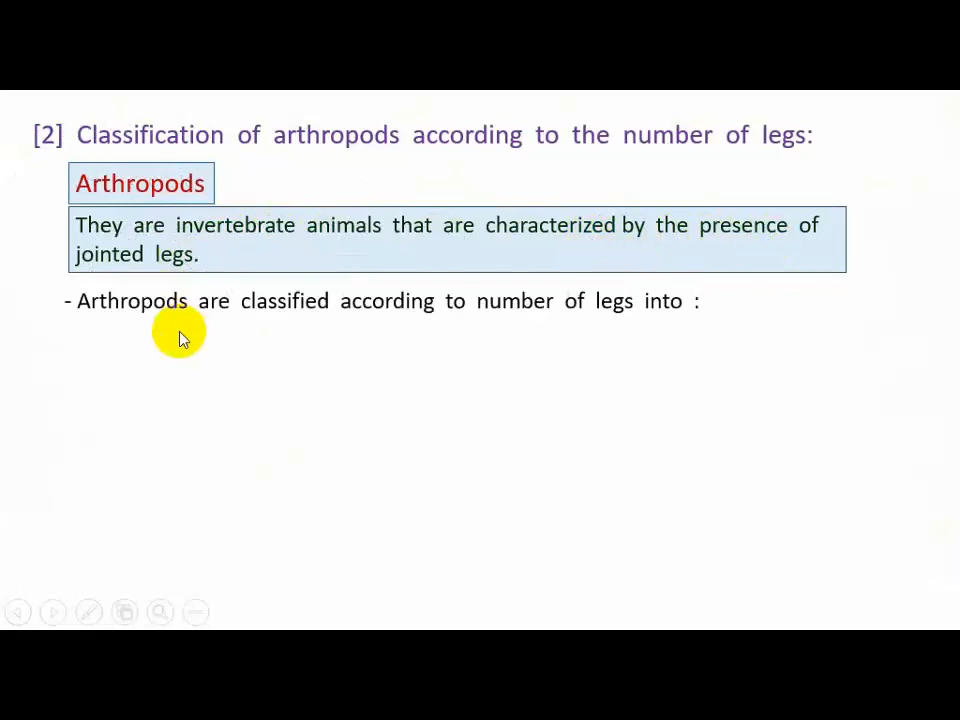 [2] Classification of arthropods according to the number of legs:
Arthropods
They are invertebrate animals that are characterized by the presence of
jointed legs.
- Arthropods are classified according to number of legs into :